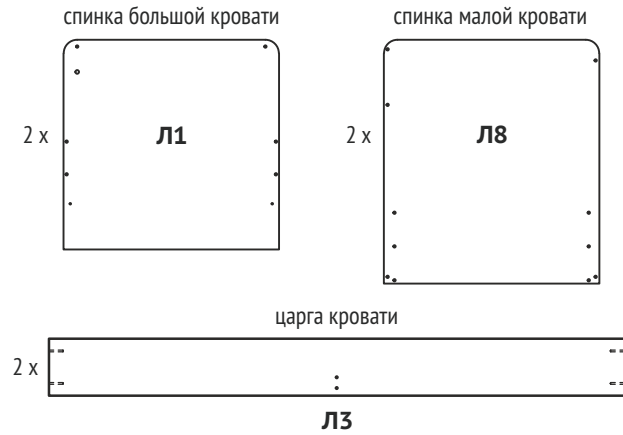 спинка большой кровати
спинка малой кровати
2 х
Л1
2 х
Л8
царга кровати
2 х
Л3